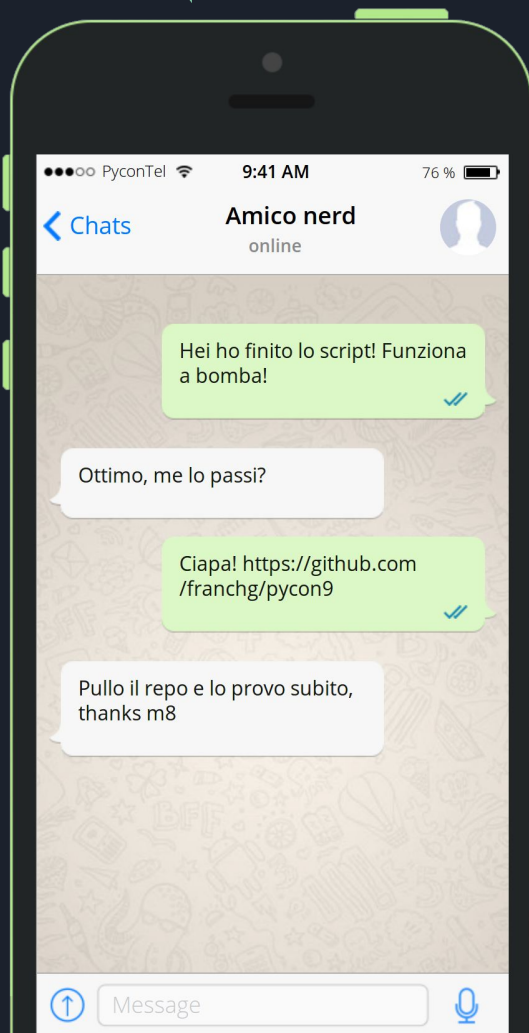 PyconTel 9:41 AM 76 %
Chats Amico nerd
online
Hei ho finito lo script! Funziona
a bomba!
Ottimo, me lo passi?
Ciapa! https://github.com
/franchg/pycon9
Pullo il repo e lo provo subito,
thanks m8
Message